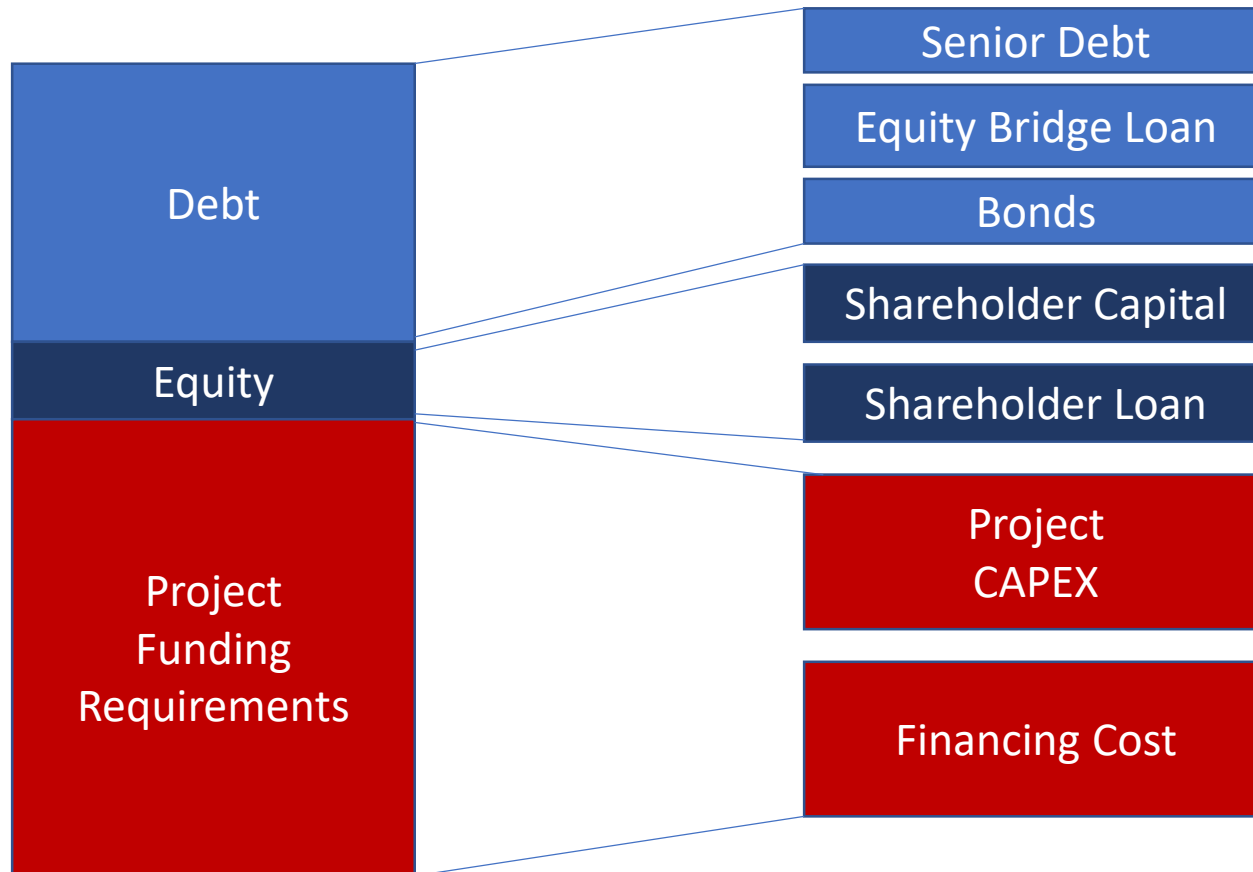 Debt
Equity
Project
Funding
Requirements
Senior Debt
Equity Bridge Loan
Bonds
Shareholder Capital
Shareholder Loan
Project
CAPEX
Financing Cost